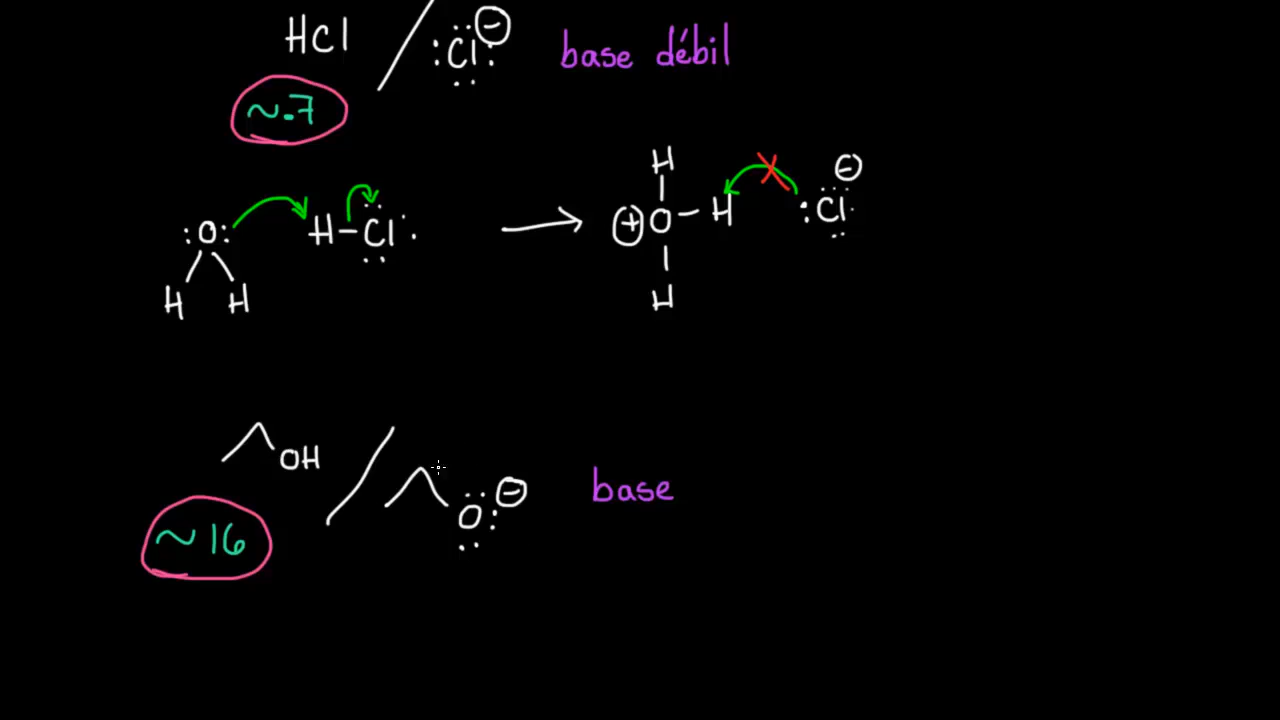 HCl / :Cl: ⊖ base débil
~-7
:O: H-Cl: → ⊕ O-H :Cl: ⊖
H H H H
OH / O: ⊖ base
~16